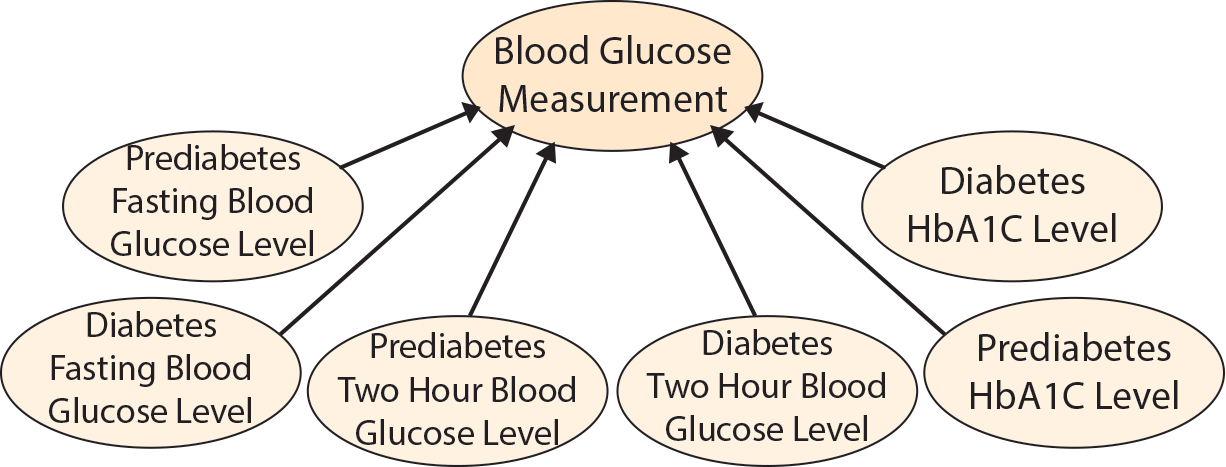 Blood Glucose
Measurement
Prediabetes
Fasting Blood
Glucose Level
Diabetes
HbA1C Level
Diabetes
Fasting Blood
Glucose Level
Prediabetes
Two Hour Blood
Glucose Level
Diabetes
Two Hour Blood
Glucose Level
Prediabetes
HbA1C Level